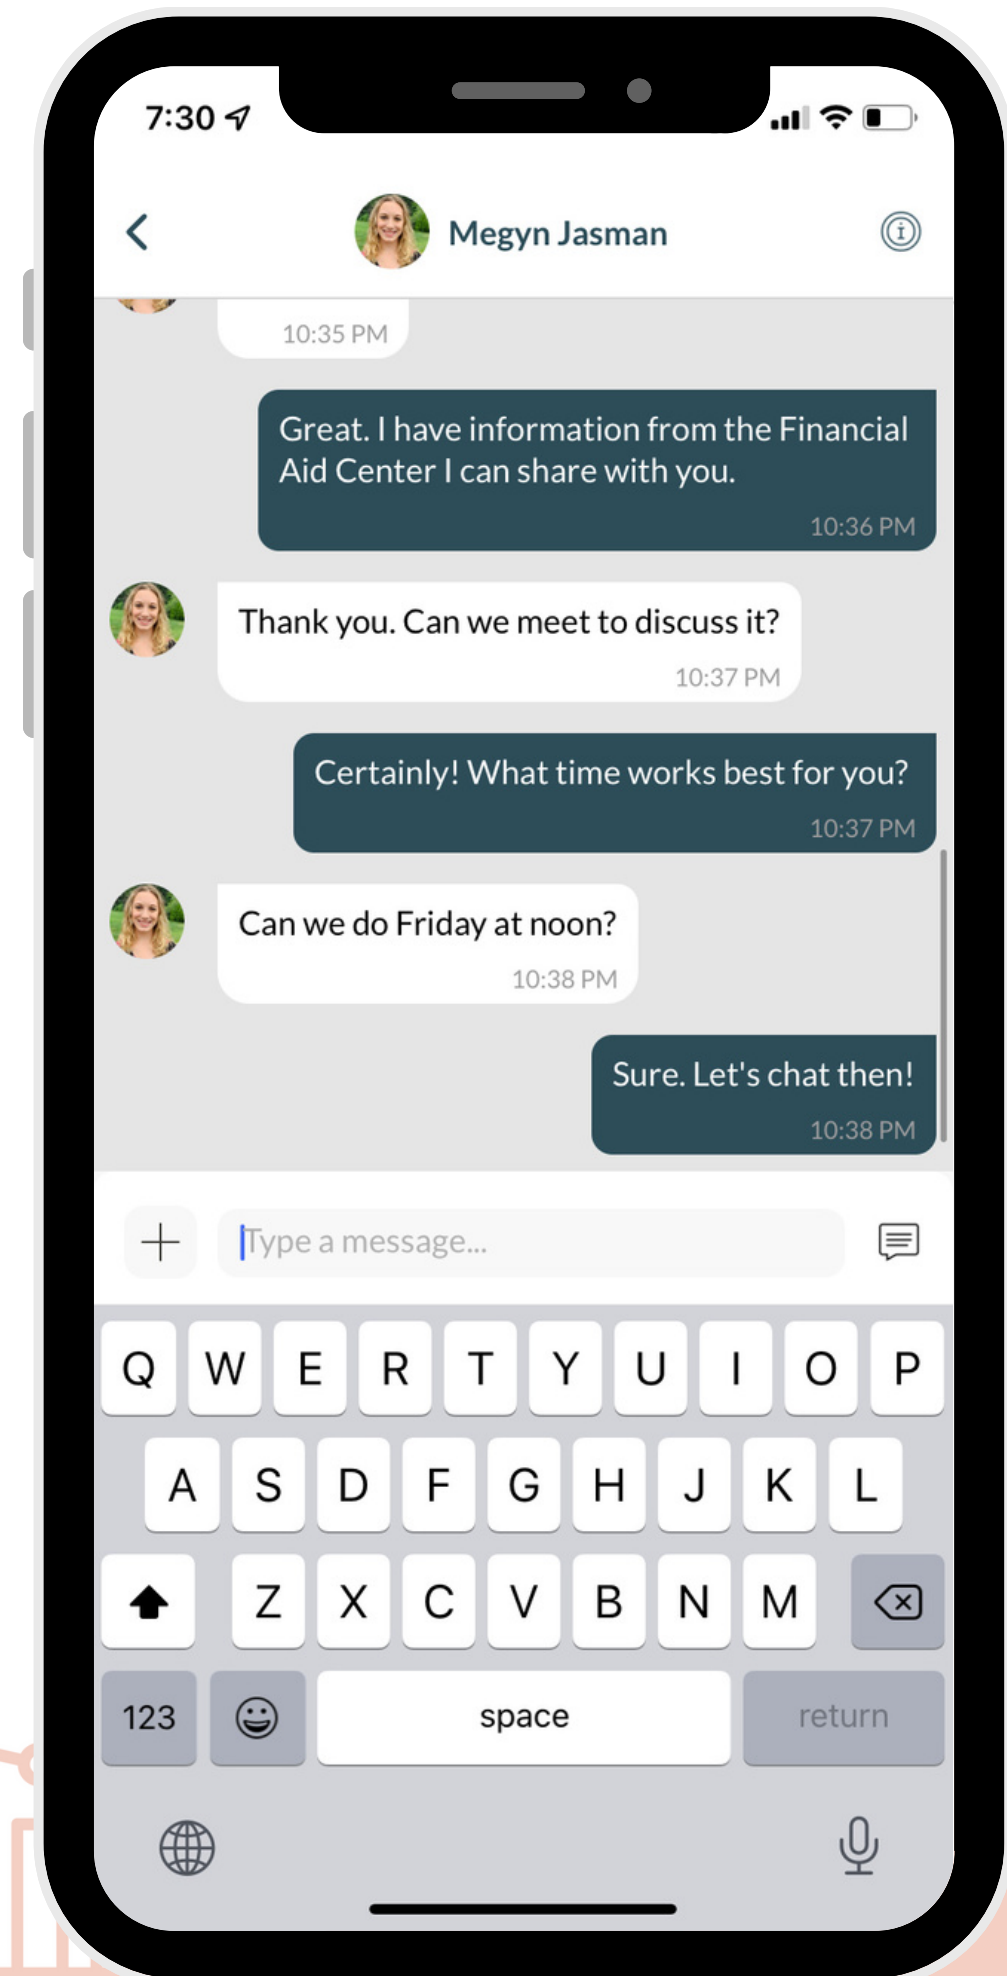 7:30
Megyn Jasman
10:35 PM
Great. I have information from the Financial
Aid Center I can share with you.
10:36 PM
Thank you. Can we meet to discuss it?
10:37 PM
Certainly! What time works best for you?
10:37 PM
Can we do Friday at noon?
10:38 PM
Sure. Let's chat then!
10:38 PM
Type a message...
Q W E R T Y U I O P
A S D F G H J K L
Z X C V B N M
123 space return